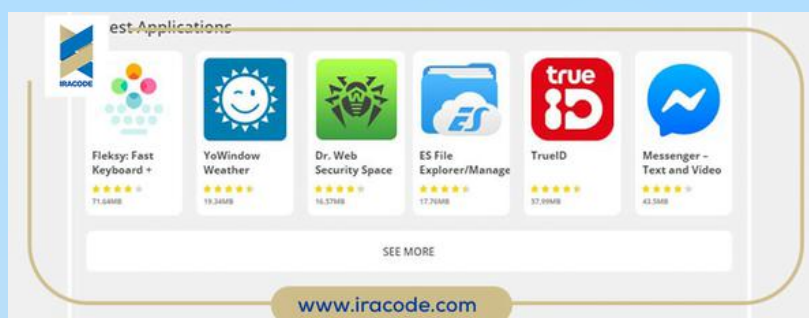 est Applications
IRACODE
true
iD
ES
Fleksy: Fast
Keyboard +
71.64MB
YoWindow
Weather
19.34MB
Dr. Web
Security Space
16.57MB
ES File
Explorer/Manage
17.76MB
TrueID
57.99MB
Messenger –
Text and Video
43.5MB
SEE MORE
www.iracode.com